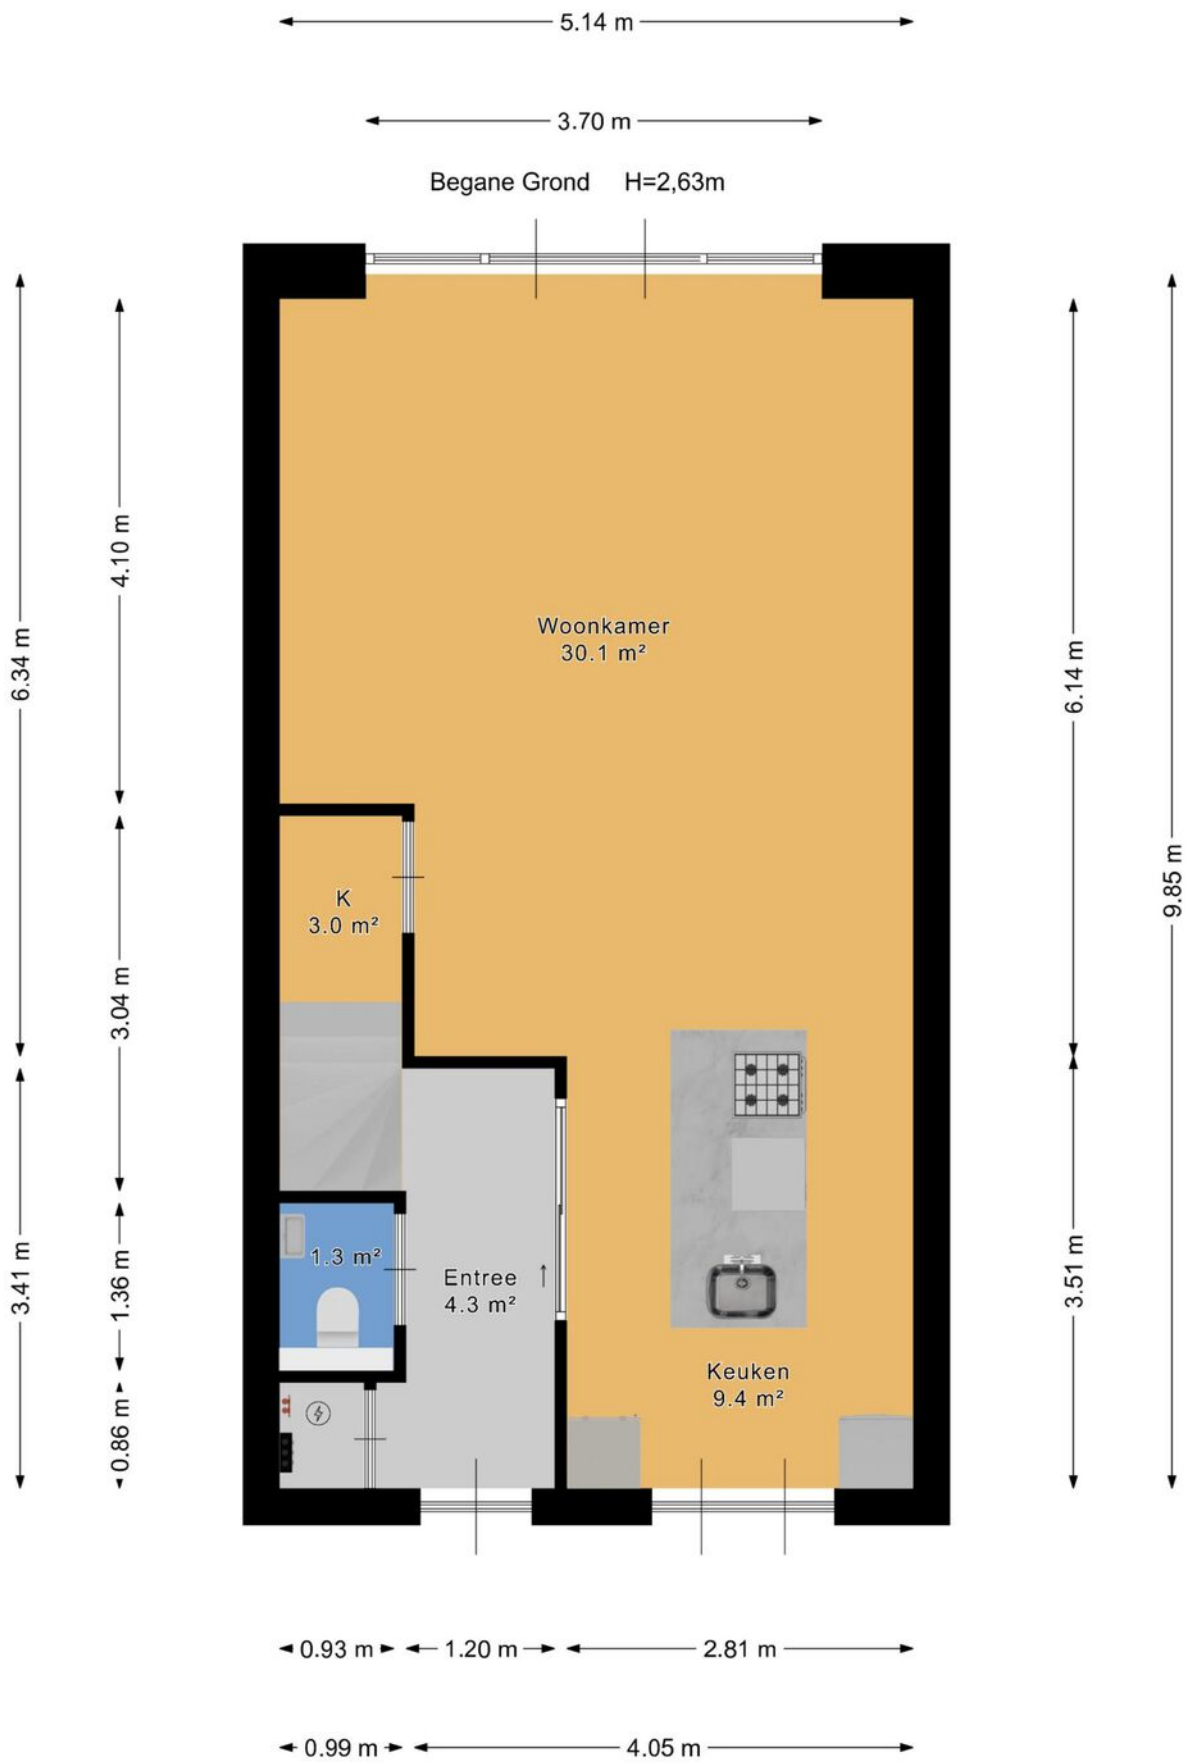 5.14 m
3.70 m
Begane Grond H=2,63m
6.34 m
4.10 m
6.14 m
9.85 m
Woonkamer
30.1 m²
K
3.0 m²
3.04 m
3.41 m
1.36 m
1.3 m²
Entree
4.3 m²
3.51 m
Keuken
9.4 m²
0.86 m
0.93 m
1.20 m
2.81 m
0.99 m
4.05 m